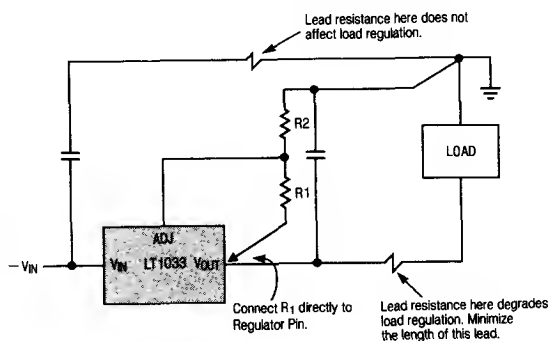 Lead resistance here does not
affect load regulation.
R2
LOAD
R1
ADJ
– VIN
VIN LT1033 VOUT
Connect R1 directly to
Regulator Pin.
Lead resistance here degrades
load regulation. Minimize
the length of this lead.